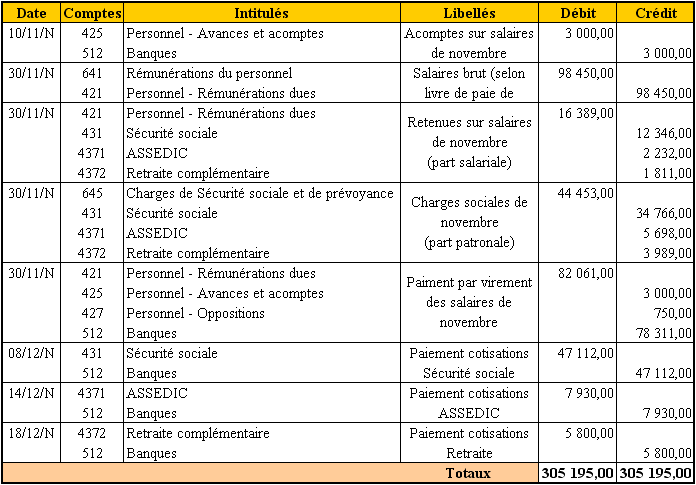 Date Comptes Intitulés Libellés Débit Crédit
10/11/N 425 Personnel - Avances et acomptes Acomptes sur salaires 3 000,00
512 Banques de novembre 3 000,00
30/11/N 641 Rémunérations du personnel Salaires brut (selon 98 450,00
421 Personnel - Rémunérations dues livre de paie de 98 450,00
30/11/N 421 Personnel - Rémunérations dues 16 389,00
Retenues sur salaires
431 Sécurité sociale 12 346,00
de novembre
4371 ASSEDIC 2 232,00
(part salariale)
4372 Retraite complémentaire 1 811,00
30/11/N 645 Charges de Sécurité sociale et de prévoyance 44 453,00
Charges sociales de
431 Sécurité sociale 34 766,00
novembre
4371 ASSEDIC 5 698,00
(part patronale)
4372 Retraite complémentaire 3 989,00
30/11/N 421 Personnel - Rémunérations dues 82 061,00
Paiment par virement
425 Personnel - Avances et acomptes 3 000,00
des salaires de
427 Personnel - Oppositions 750,00
novembre
512 Banques 78 311,00
08/12/N 431 Sécurité sociale Paiement cotisations 47 112,00
512 Banques Sécurité sociale 47 112,00
14/12/N 4371 ASSEDIC Paiement cotisations 7 930,00
512 Banques ASSEDIC 7 930,00
18/12/N 4372 Retraite complémentaire Paiement cotisations 5 800,00
512 Banques Retraite 5 800,00
Totaux 305 195,00 305 195,00